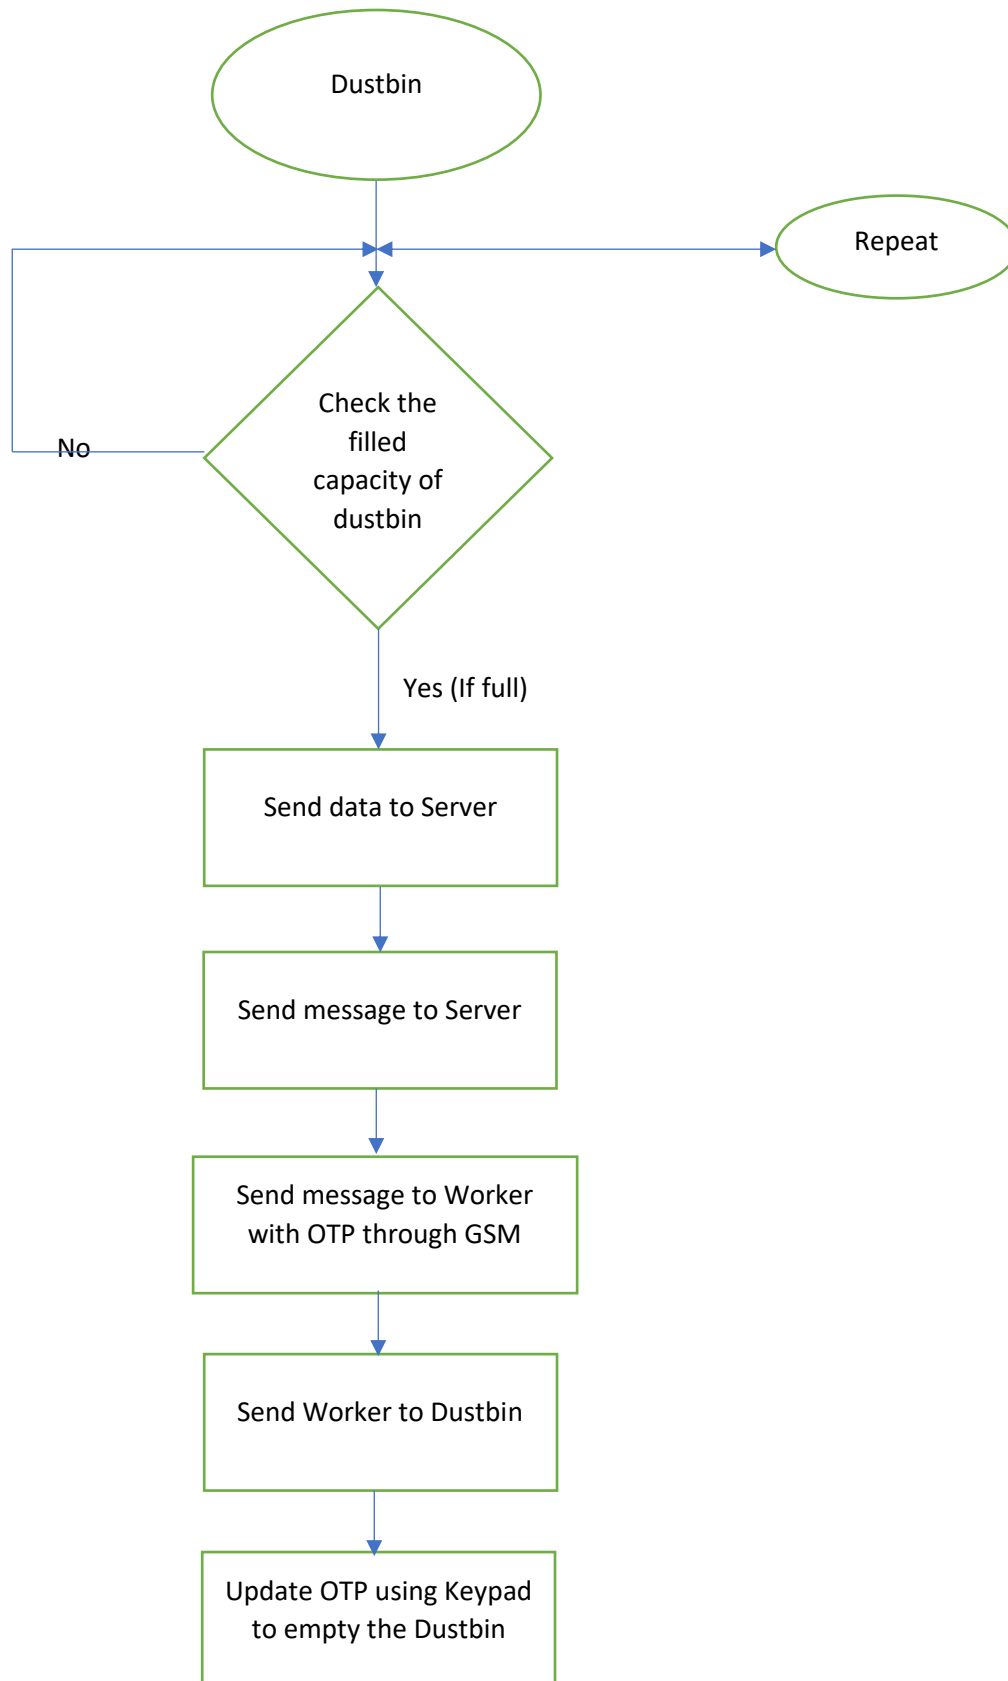 Dustbin
Repeat
Check the
filled
capacity of
dustbin
No
Yes (If full)
Send data to Server
Send message to Server
Send message to Worker
with OTP through GSM
Send Worker to Dustbin
Update OTP using Keypad
to empty the Dustbin